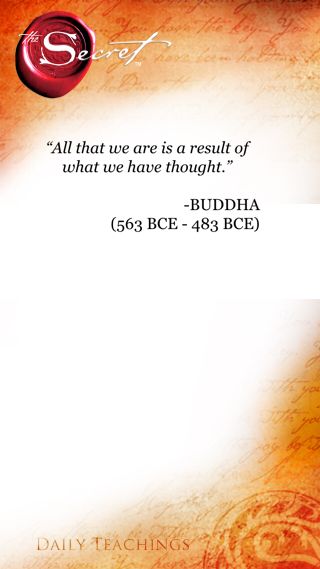 the Secret™
“All that we are is a result of
what we have thought.”
-BUDDHA
(563 BCE - 483 BCE)
DAILY TEACHINGS